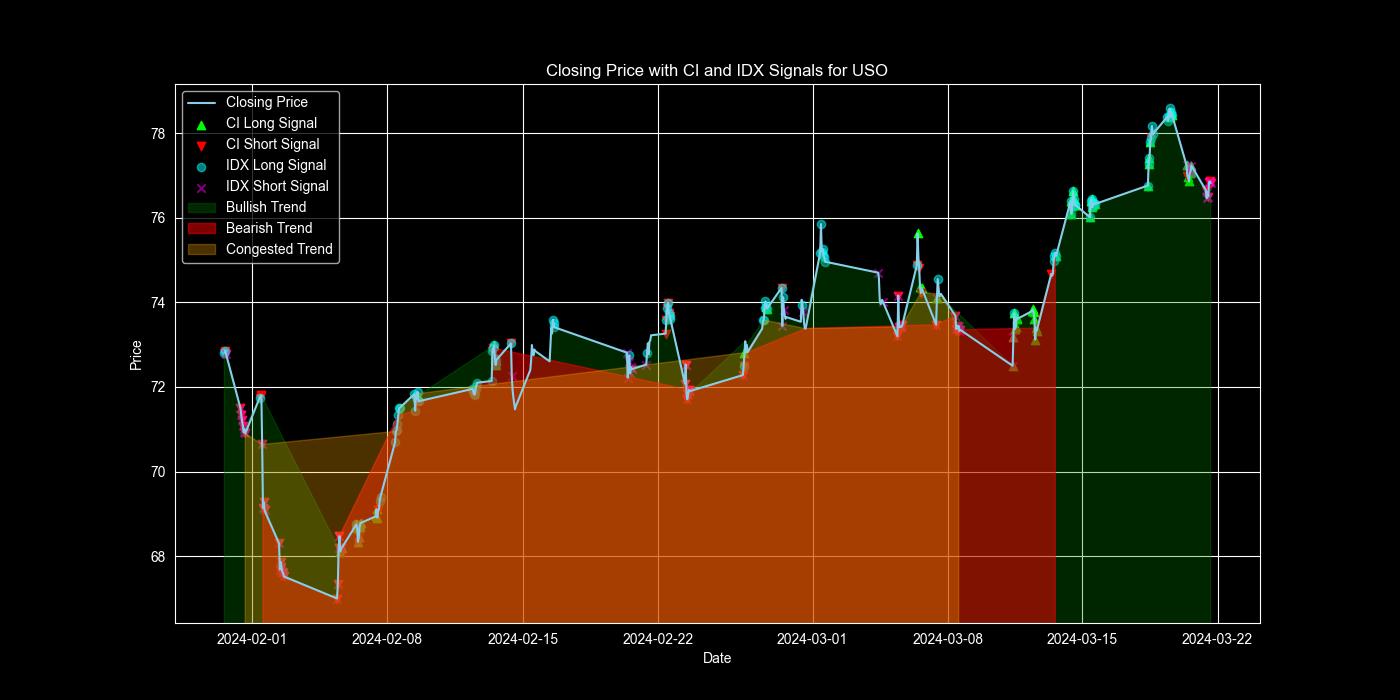 Closing Price with CI and IDX Signals for USO
Closing Price
CI Long Signal
CI Short Signal
IDX Long Signal
IDX Short Signal
Bullish Trend
Bearish Trend
Congested Trend
78
76
74
72
70
68
Price
2024-02-01
2024-02-08
2024-02-15
2024-02-22
2024-03-01
2024-03-08
2024-03-15
2024-03-22
Date